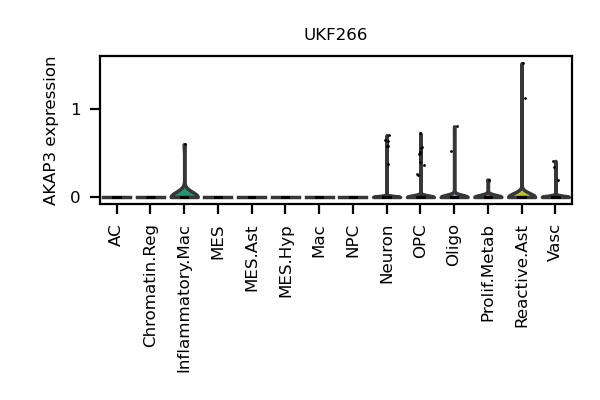 UKF266
AKAP3 expression
1
0
AC
Chromatin.Reg
Inflammatory.Mac
MES
MES.Ast
MES.Hyp
Mac
NPC
Neuron
OPC
Oligo
Prolif.Metab
Reactive.Ast
Vasc